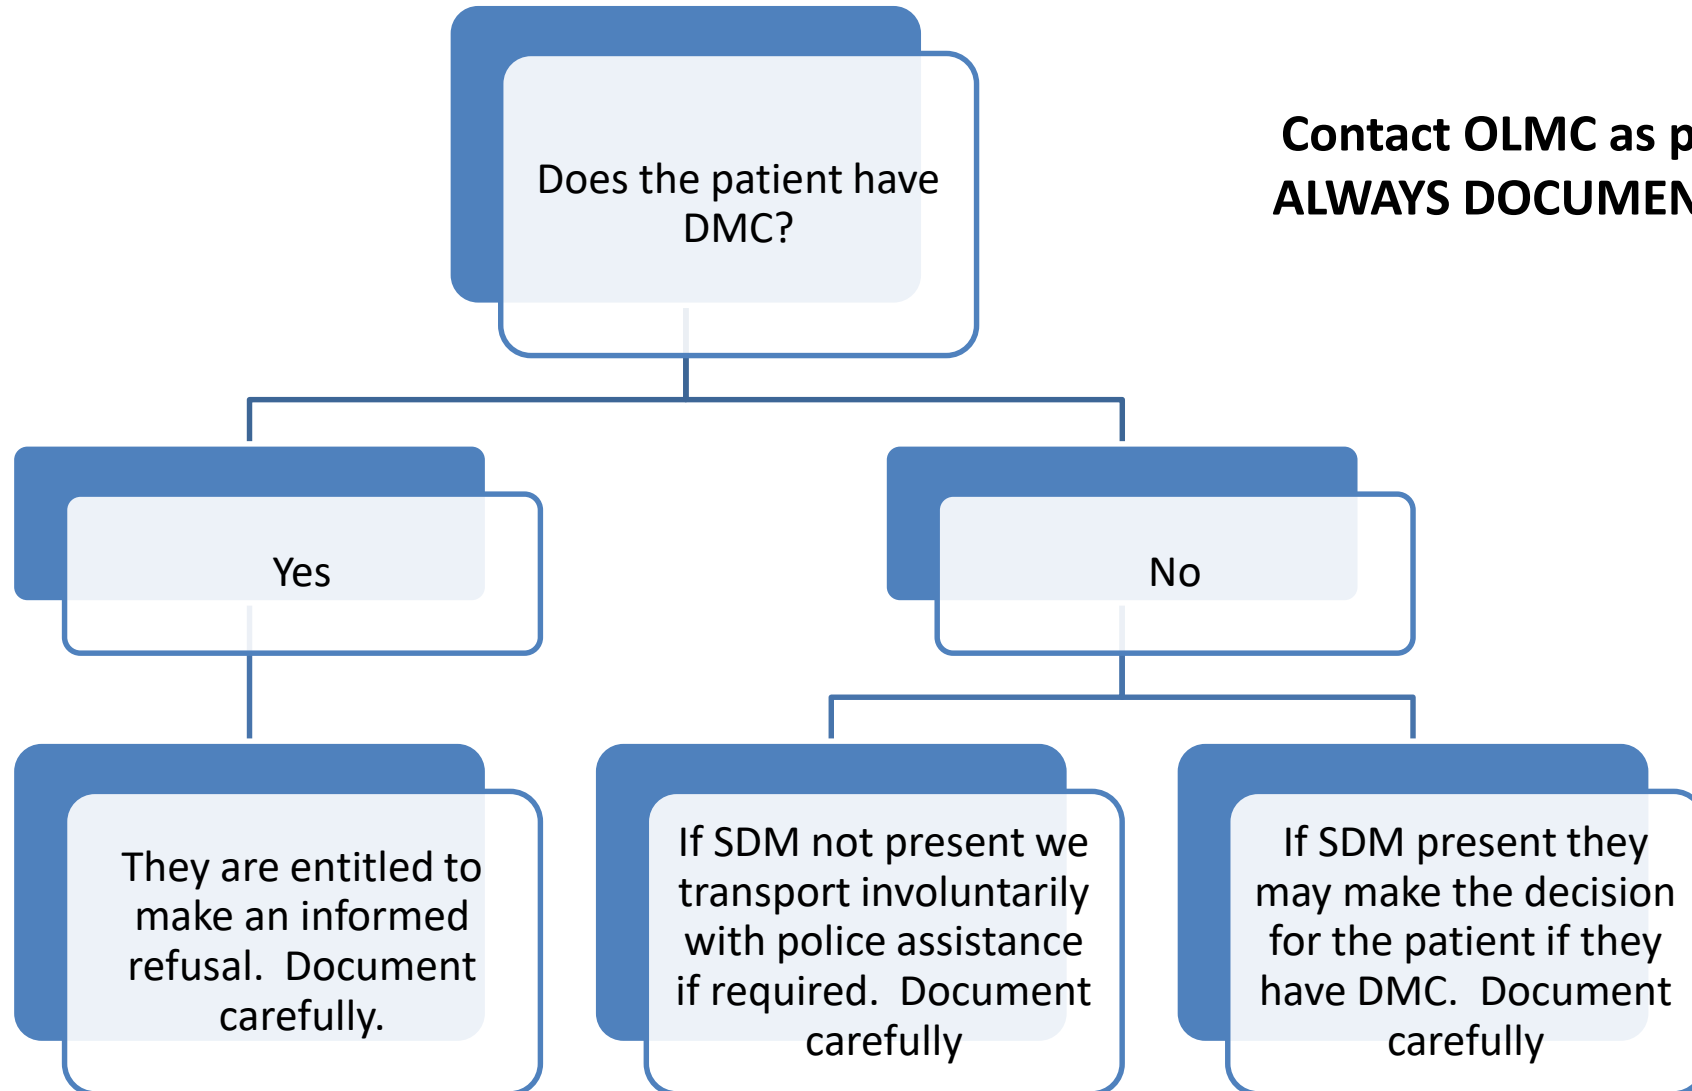 Does the patient have
DMC?
Contact OLMC as
ALWAYS
Yes
No
They are entitled to
make an informed
refusal.  Document
carefully.
If SDM not present we
transport involuntarily
with police assistance
if required.  Document
carefully
If SDM present they
may make the decision
for the patient if they
have DMC.  Document
carefully